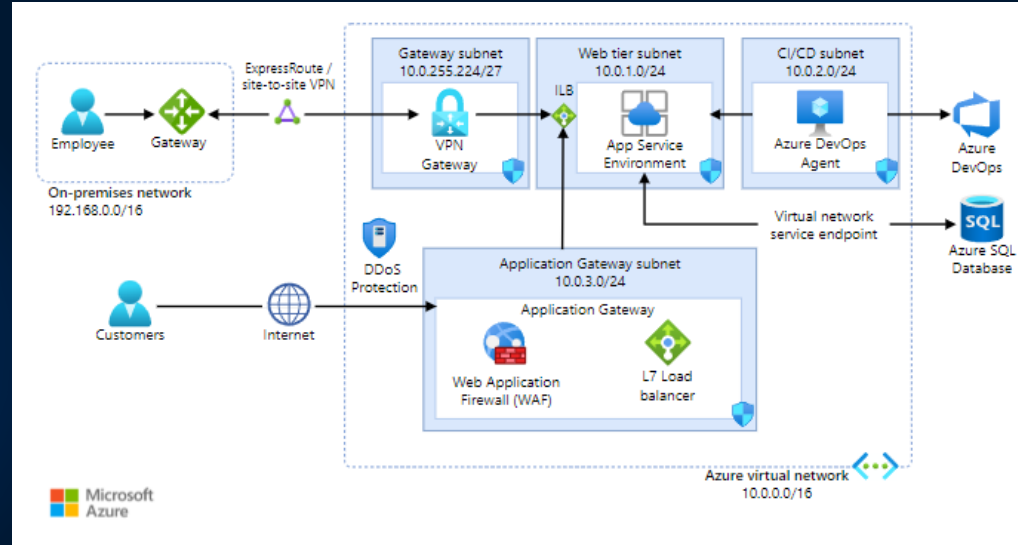 Gateway subnet
10.0.255.224/27
Web tier subnet
10.0.1.0/24
CI/CD subnet
10.0.2.0/24
ExpressRoute /
site-to-site VPN
ILB
Employee
Gateway
VPN
Gateway
App Service
Environment
Azure DevOps
Agent
Azure
DevOps
On-premises network
192.168.0.0/16
Virtual network
service endpoint
SQL
Azure SQL
Database
DDoS
Protection
Application Gateway subnet
10.0.3.0/24
Application Gateway
Customers
Internet
Web Application
Firewall (WAF)
L7 Load
balancer
Azure virtual network
10.0.0.0/16
Microsoft
Azure